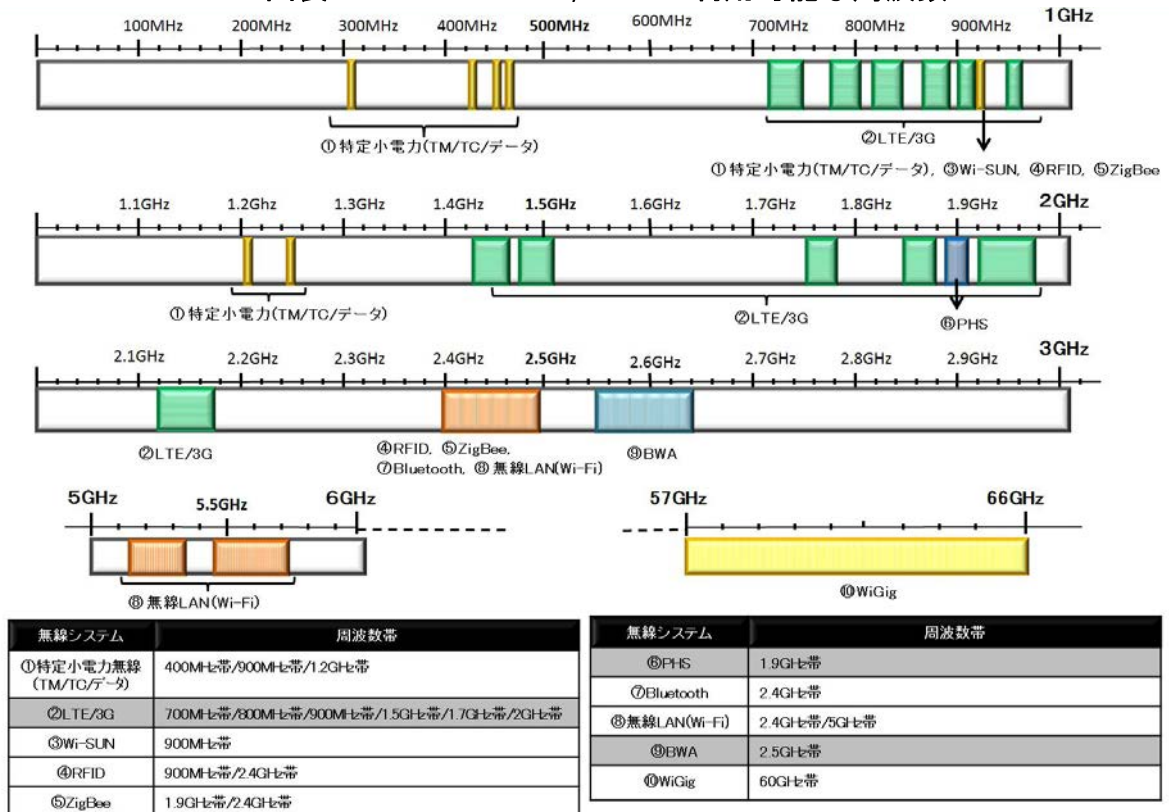 100MHz 200MHz 300MHz 400MHz 500MHz 600MHz 700MHz 800MHz 900MHz 1GHz
①特定小電力(TM/TC/データ)
②LTE/3G
①特定小電力(TM/TC/データ), ③Wi-SUN, ④RFID, ⑤ZigBee
1.1GHz 1.2GHz 1.3GHz 1.4GHz 1.5GHz 1.6GHz 1.7GHz 1.8GHz 1.9GHz 2GHz
①特定小電力(TM/TC/データ)
②LTE/3G
⑥PHS
2.1GHz 2.2GHz 2.3GHz 2.4GHz 2.5GHz 2.6GHz 2.7GHz 2.8GHz 2.9GHz 3GHz
②LTE/3G
④RFID, ⑤ZigBee,
⑦Bluetooth, ⑧無線LAN(Wi-Fi)
⑨BWA
5GHz 5.5GHz 6GHz
57GHz 66GHz
⑧無線LAN(Wi-Fi)
⑩WiGig
無線システム 周波数帯
①特定小電力無線
(TM/TC/データ)
400MHz帯/900MHz帯/1.2GHz帯
②LTE/3G 700MHz帯/800MHz帯/900MHz帯/1.5GHz帯/1.7GHz帯/2GHz帯
③Wi-SUN 900MHz帯
④RFID 900MHz帯/2.4GHz帯
⑤ZigBee 1.9GHz帯/2.4GHz帯
無線システム 周波数帯
⑥PHS 1.9GHz帯
⑦Bluetooth 2.4GHz帯
⑧無線LAN(Wi-Fi) 2.4GHz帯/5GHz帯
⑨BWA 2.5GHz帯
⑩WiGig 60GHz帯